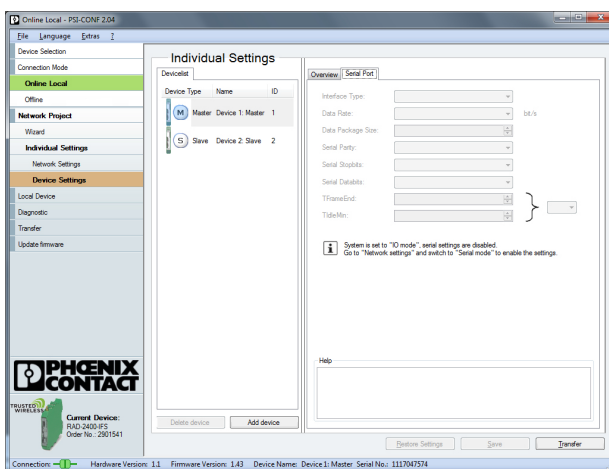 Online Local - PSI-CONF 2.04
File Language Extras ?
Device Selection
Connection Mode
Online Local
Offline
Network Project
Wizard
Individual Settings
Network Settings
Device Settings
Local Device
Diagnostic
Transfer
Update firmware
PHOENIX
CONTACT
TRUSTED
WIRELESS
Current Device:
RAD-2400-IFS
Order No.: 2901541
Individual Settings
Devicelist
Device Type Name ID
M Master Device 1: Master 1
S Slave Device 2: Slave 2
Delete device Add device
Overview Serial Port
Interface Type:
Data Rate: bit/s
Data Package Size:
Serial Parity:
Serial Stopbits:
Serial Databits:
TFrameEnd:
TIdleMin:
i
System is set to "IO mode", serial settings are disabled.
Go to "Network settings" and switch to "Serial mode" to enable the settings.
Help
Restore Settings Save Transfer
Connection: Hardware Version: 1.1 Firmware Version: 1.43 Device Name: Device 1: Master Serial No.: 1117047574